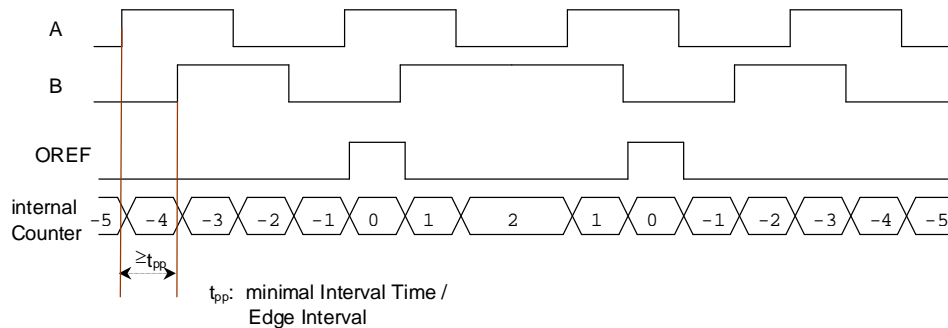 A
B
OREF
internal
Counter
-5 -4 -3 -2 -1 0 1 2 1 0 -1 -2 -3 -4 -5
≥tpp
tpp: minimal Interval Time /
Edge Interval